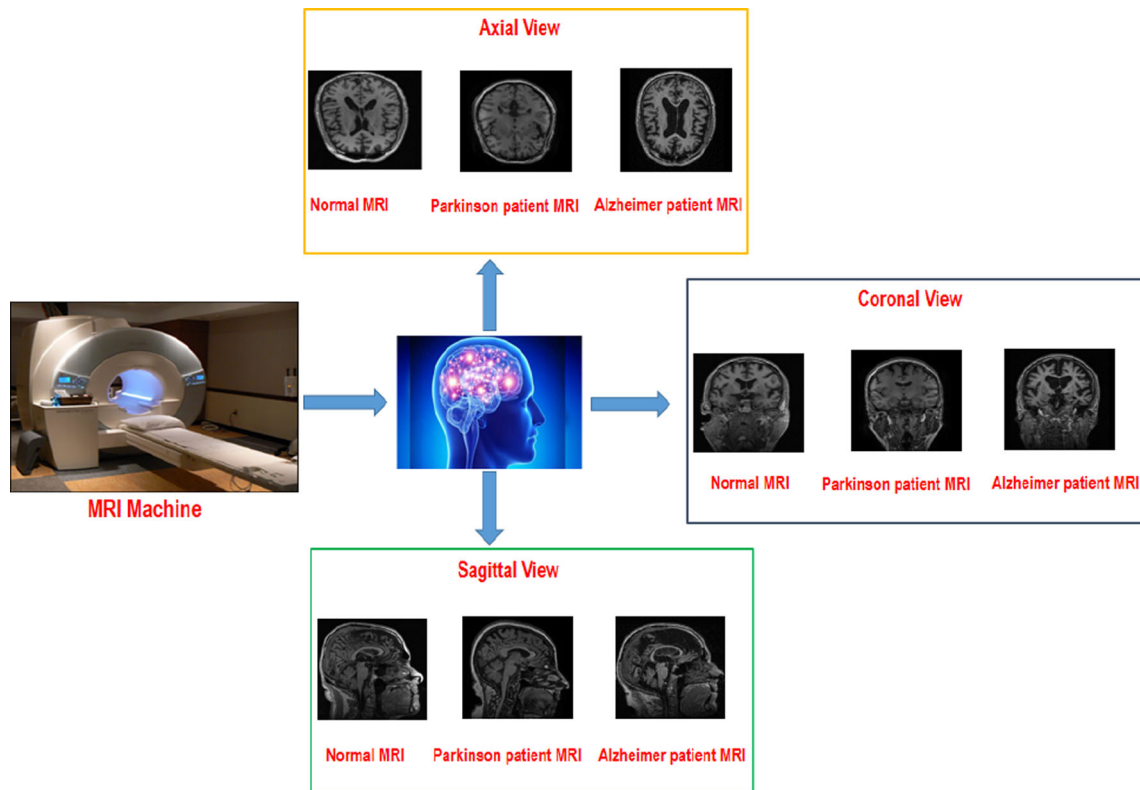 Axial View
Normal MRI
Parkinson patient MRI
Alzheimer patient MRI
MRI Machine
Coronal View
Normal MRI
Parkinson patient MRI
Alzheimer patient MRI
Sagittal View
Normal MRI
Parkinson patient MRI
Alzheimer patient MRI